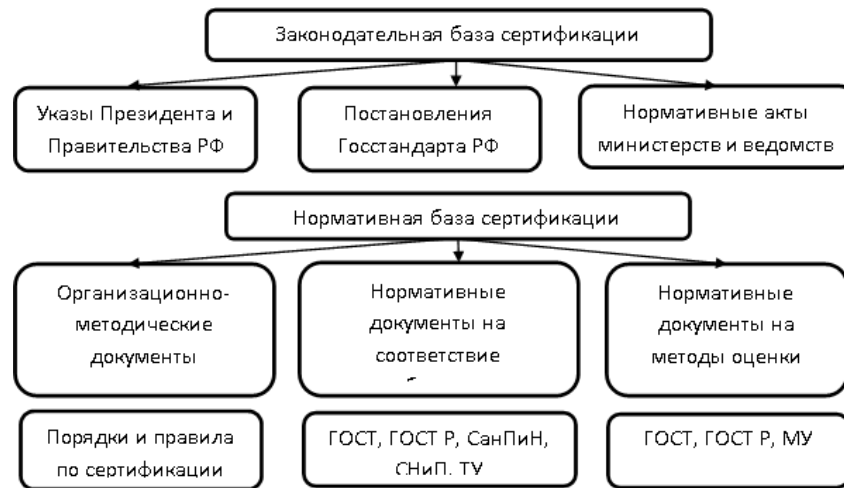 Законодательная база сертификации
Указы Президента и
Правительства РФ
Постановления
Госстандарта РФ
Нормативные акты
министерств и ведомств
Нормативная база сертификации
Организационно-
методические
документы
Нормативные
документы на
соответствие
Нормативные
документы на
методы оценки
Порядки и правила
по сертификации
ГОСТ, ГОСТ Р, СанПиН,
СНиП, ТУ
ГОСТ, ГОСТ Р, МУ